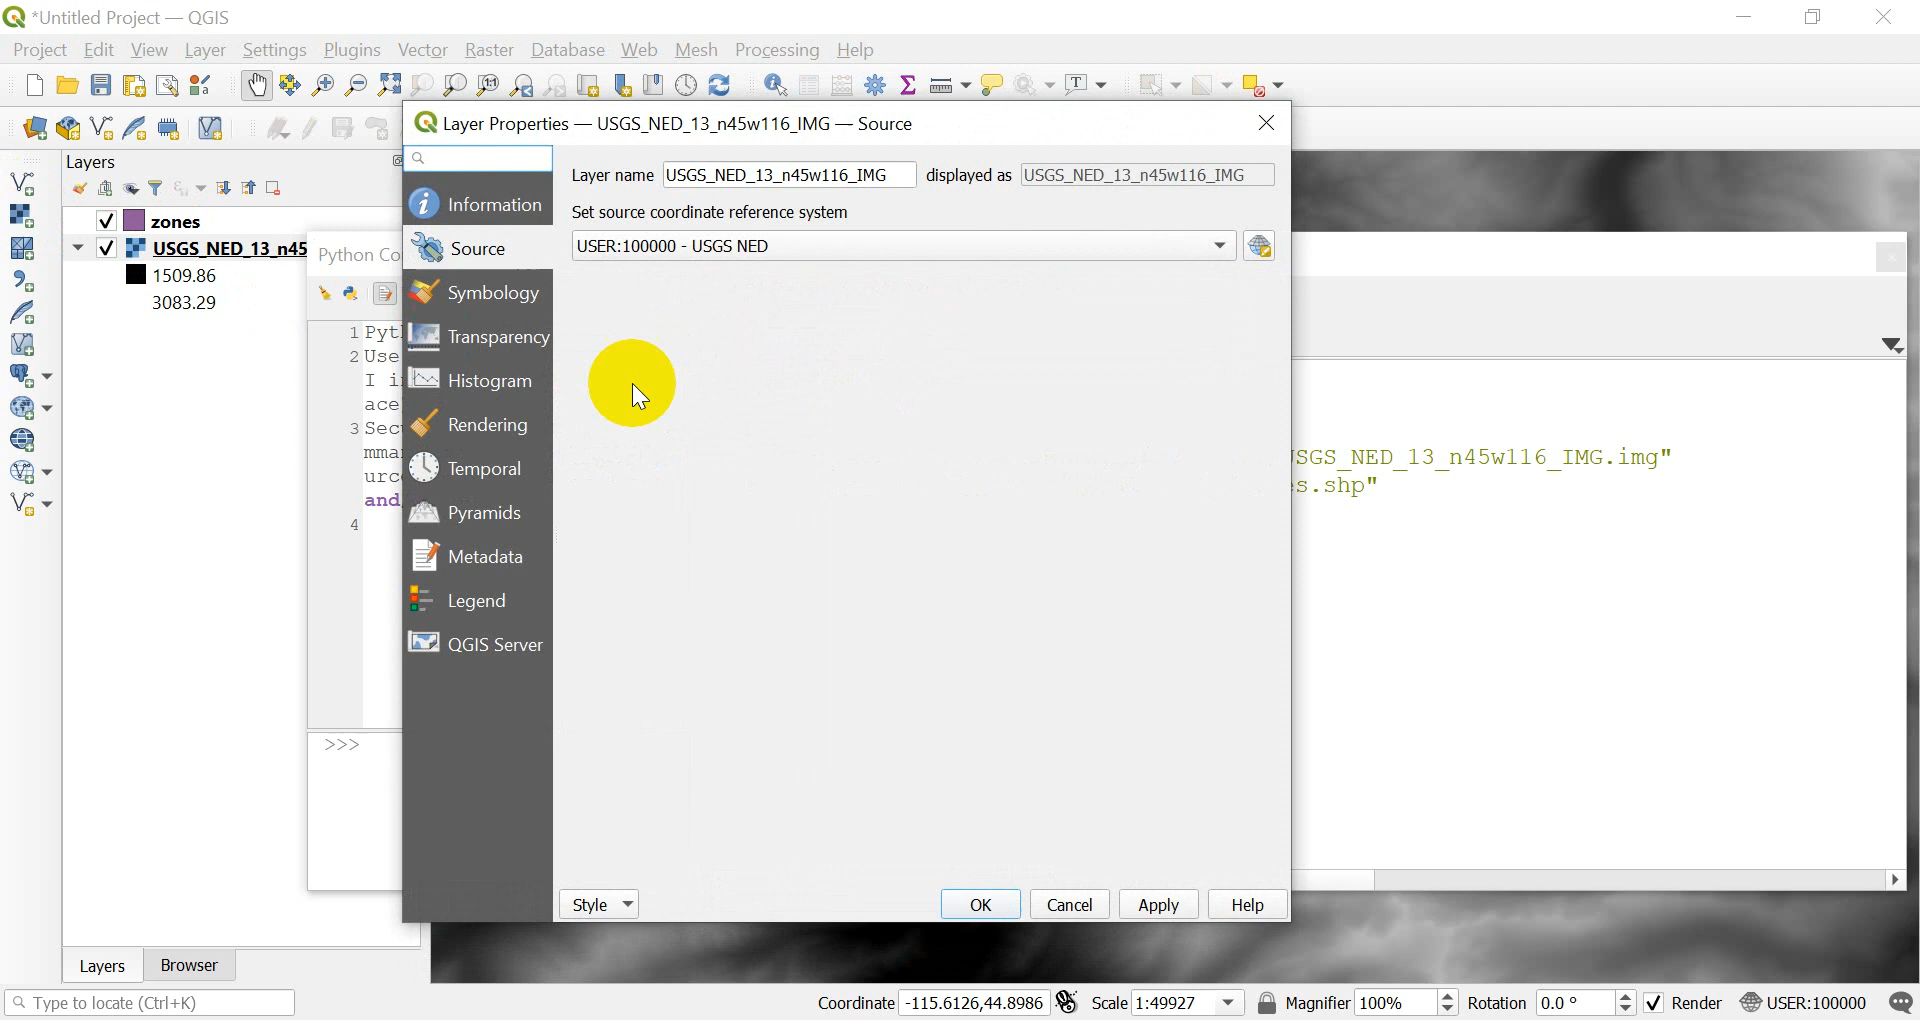 *Untitled Project — QGIS
Project Edit View Layer Settings Plugins Vector Raster Database Web Mesh Processing Help
Layer Properties — USGS_NED_13_n45w116_IMG — Source
Layers
Layer name USGS_NED_13_n45w116_IMG displayed as USGS_NED_13_n45w116_IMG
Information
Set source coordinate reference system
zones
USGS_NED_13_n45
Python Co
Source
USER:100000 - USGS NED
1509.86
3083.29
Symbology
Transparency
Histogram
Rendering
Temporal
Pyramids
Metadata
Legend
QGIS Server
1 Pyt
2 Use
I i
ace
3 Sec
mma
urc
and
4
>>>
USGS_NED_13_n45w116_IMG.img"
es.shp"
Style OK Cancel Apply Help
Layers Browser
Type to locate (Ctrl+K) Coordinate -115.6126,44.8986 Scale 1:49927 Magnifier 100% Rotation 0.0 ° Render USER:100000